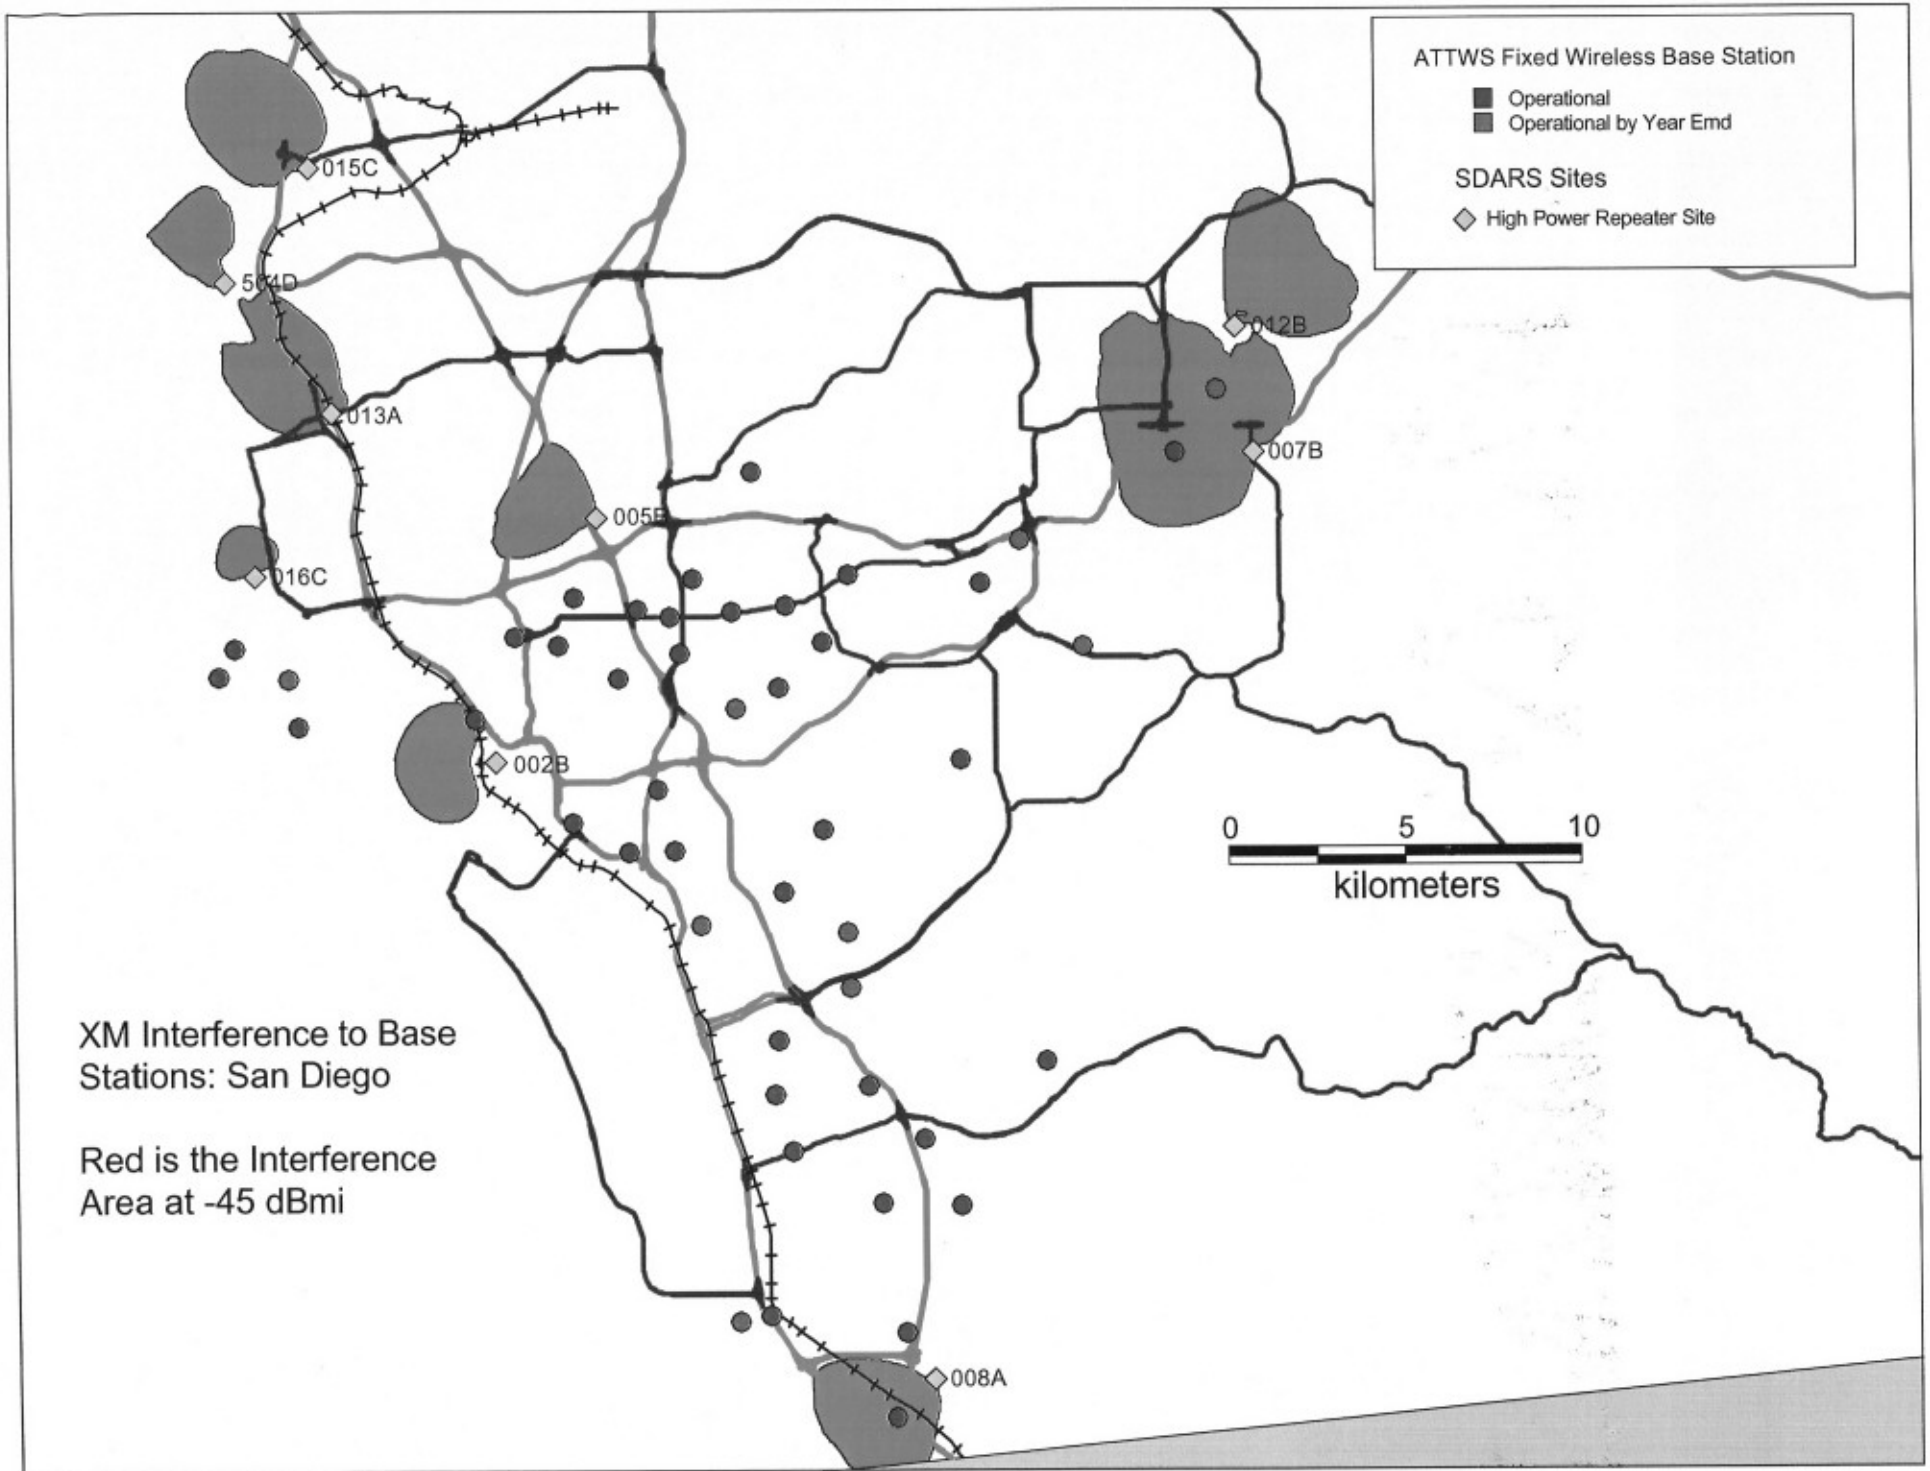 ATTWS Fixed Wireless Base Station
Operational
Operational by Year Emd
SDARS Sites
High Power Repeater Site
015C
504D
012B
013A
007B
005B
016C
002B
0 5 10
kilometers
XM Interference to Base
Stations: San Diego
Red is the Interference
Area at -45 dBmi
008A